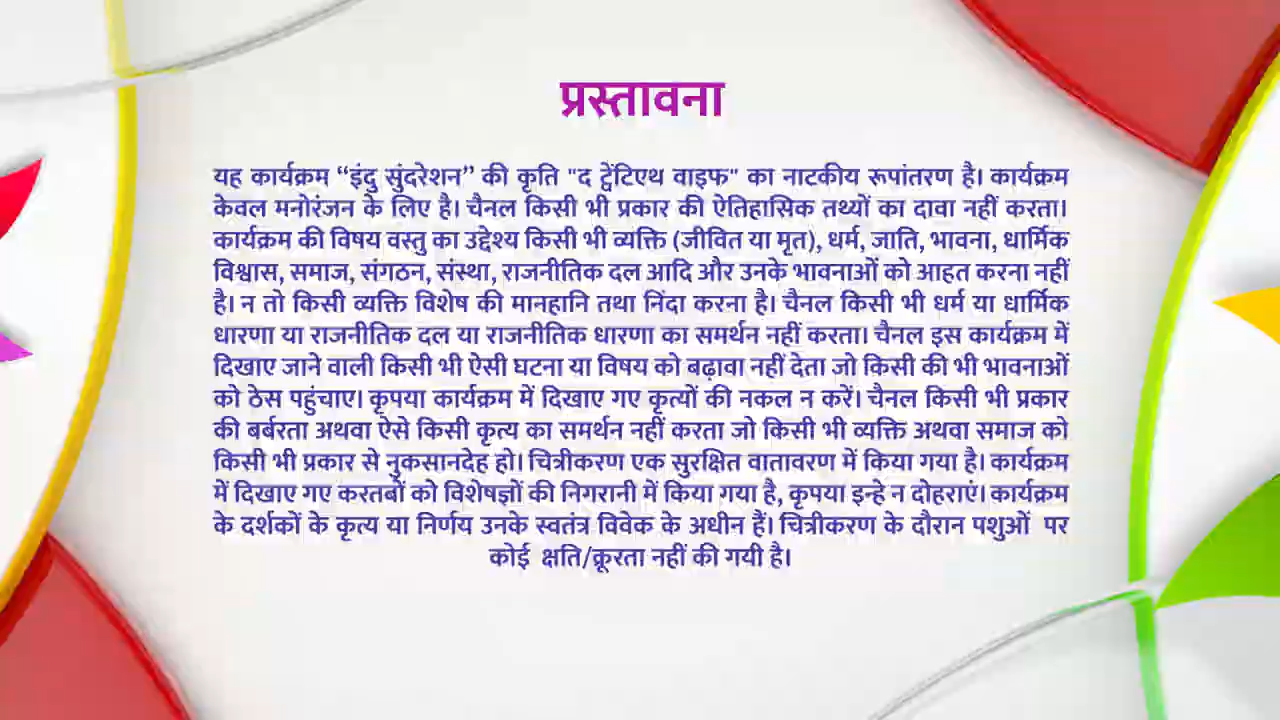 प्रस्तावना
यह कार्यक्रम “इंदु सुंदरेशन” की कृति "द ट्वेंटिएथ वाइफ" का नाटकीय रूपांतरण है। कार्यक्रम
केवल मनोरंजन के लिए है। चैनल किसी भी प्रकार की ऐतिहासिक तथ्यों का दावा नहीं करता।
कार्यक्रम की विषय वस्तु का उद्देश्य किसी भी व्यक्ति (जीवित या मृत), धर्म, जाति, भावना, धार्मिक
विश्वास, समाज, संगठन, संस्था, राजनीतिक दल आदि और उनके भावनाओं को आहत करना नहीं
है। न तो किसी व्यक्ति विशेष की मानहानि तथा निंदा करना है। चैनल किसी भी धर्म या धार्मिक
धारणा या राजनीतिक दल या राजनीतिक धारणा का समर्थन नहीं करता। चैनल इस कार्यक्रम में
दिखाए जाने वाली किसी भी ऐसी घटना या विषय को बढ़ावा नहीं देता जो किसी की भी भावनाओं
को ठेस पहुंचाए। कृपया कार्यक्रम में दिखाए गए कृत्यों की नकल न करें। चैनल किसी भी प्रकार
की बर्बरता अथवा ऐसे किसी कृत्य का समर्थन नहीं करता जो किसी भी व्यक्ति अथवा समाज को
किसी भी प्रकार से नुकसानदेह हो। चित्रीकरण एक सुरक्षित वातावरण में किया गया है। कार्यक्रम
में दिखाए गए करतबों को विशेषज्ञों की निगरानी में किया गया है, कृपया इन्हे न दोहराएं। कार्यक्रम
के दर्शकों के कृत्य या निर्णय उनके स्वतंत्र विवेक के अधीन हैं। चित्रीकरण के दौरान पशुओं पर
कोई क्षति/क्रूरता नहीं की गयी है।